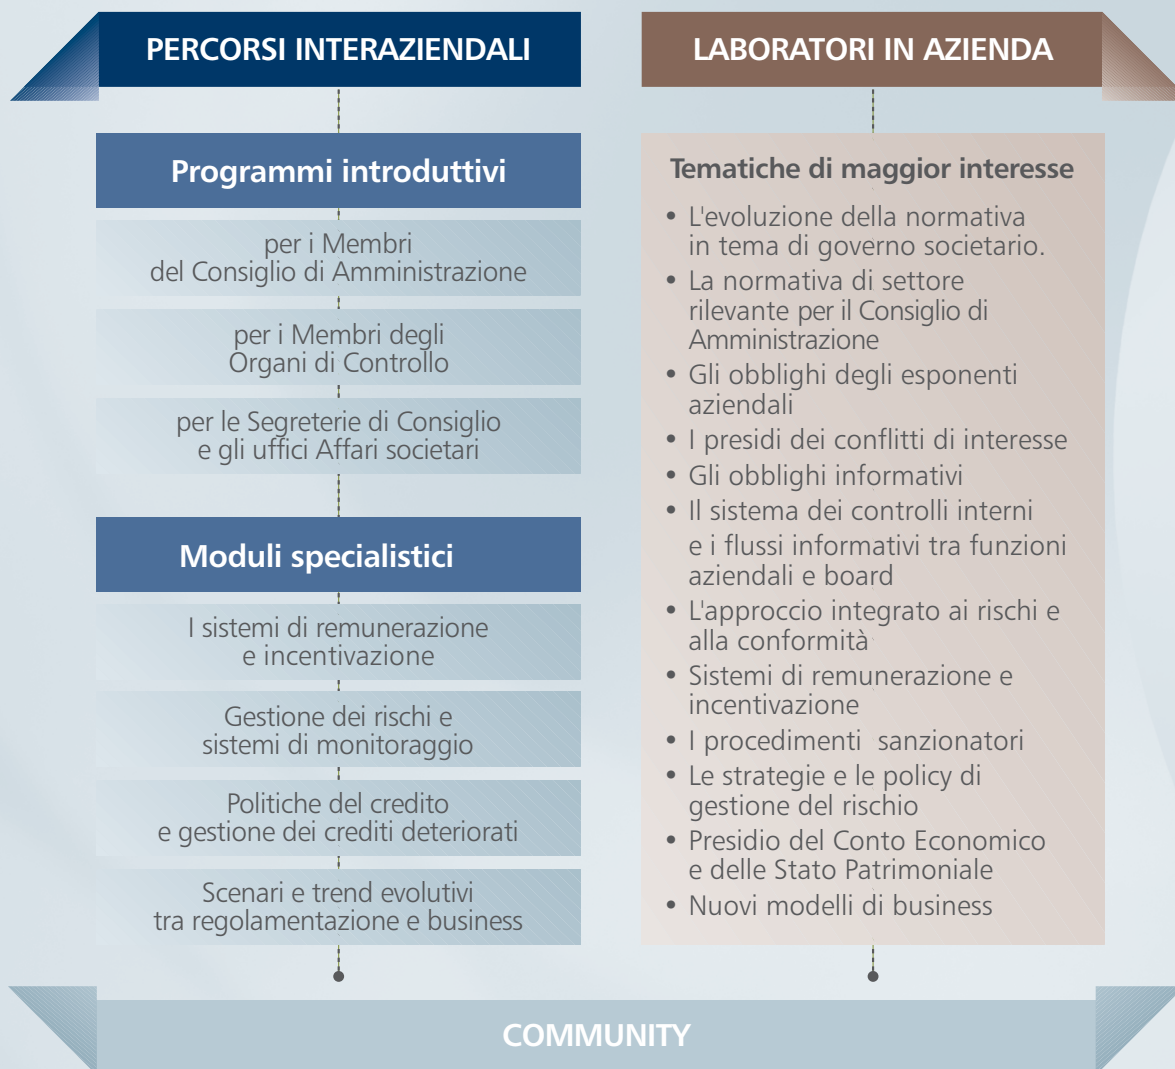 PERCORSI INTERAZIENDALI
Programmi introduttivi
per i Membri
del Consiglio di Amministrazione
per i Membri degli
Organi di Controllo
per le Segreterie di Consiglio
e gli uffici Affari societari
Moduli specialistici
I sistemi di remunerazione
e incentivazione
Gestione dei rischi e
sistemi di monitoraggio
Politiche del credito
e gestione dei crediti deteriorati
Scenari e trend evolutivi
tra regolamentazione e business
LABORATORI IN AZIENDA
Tematiche di maggior interesse
• L'evoluzione della normativa
in tema di governo societario.
• La normativa di settore
rilevante per il Consiglio di
Amministrazione
• Gli obblighi degli esponenti
aziendali
• I presidi dei conflitti di interesse
• Gli obblighi informativi
• Il sistema dei controlli interni
e i flussi informativi tra funzioni
aziendali e board
• L'approccio integrato ai rischi e
alla conformità
• Sistemi di remunerazione e
incentivazione
• I procedimenti sanzionatori
• Le strategie e le policy di
gestione del rischio
• Presidio del Conto Economico
e delle Stato Patrimoniale
• Nuovi modelli di business
COMMUNITY